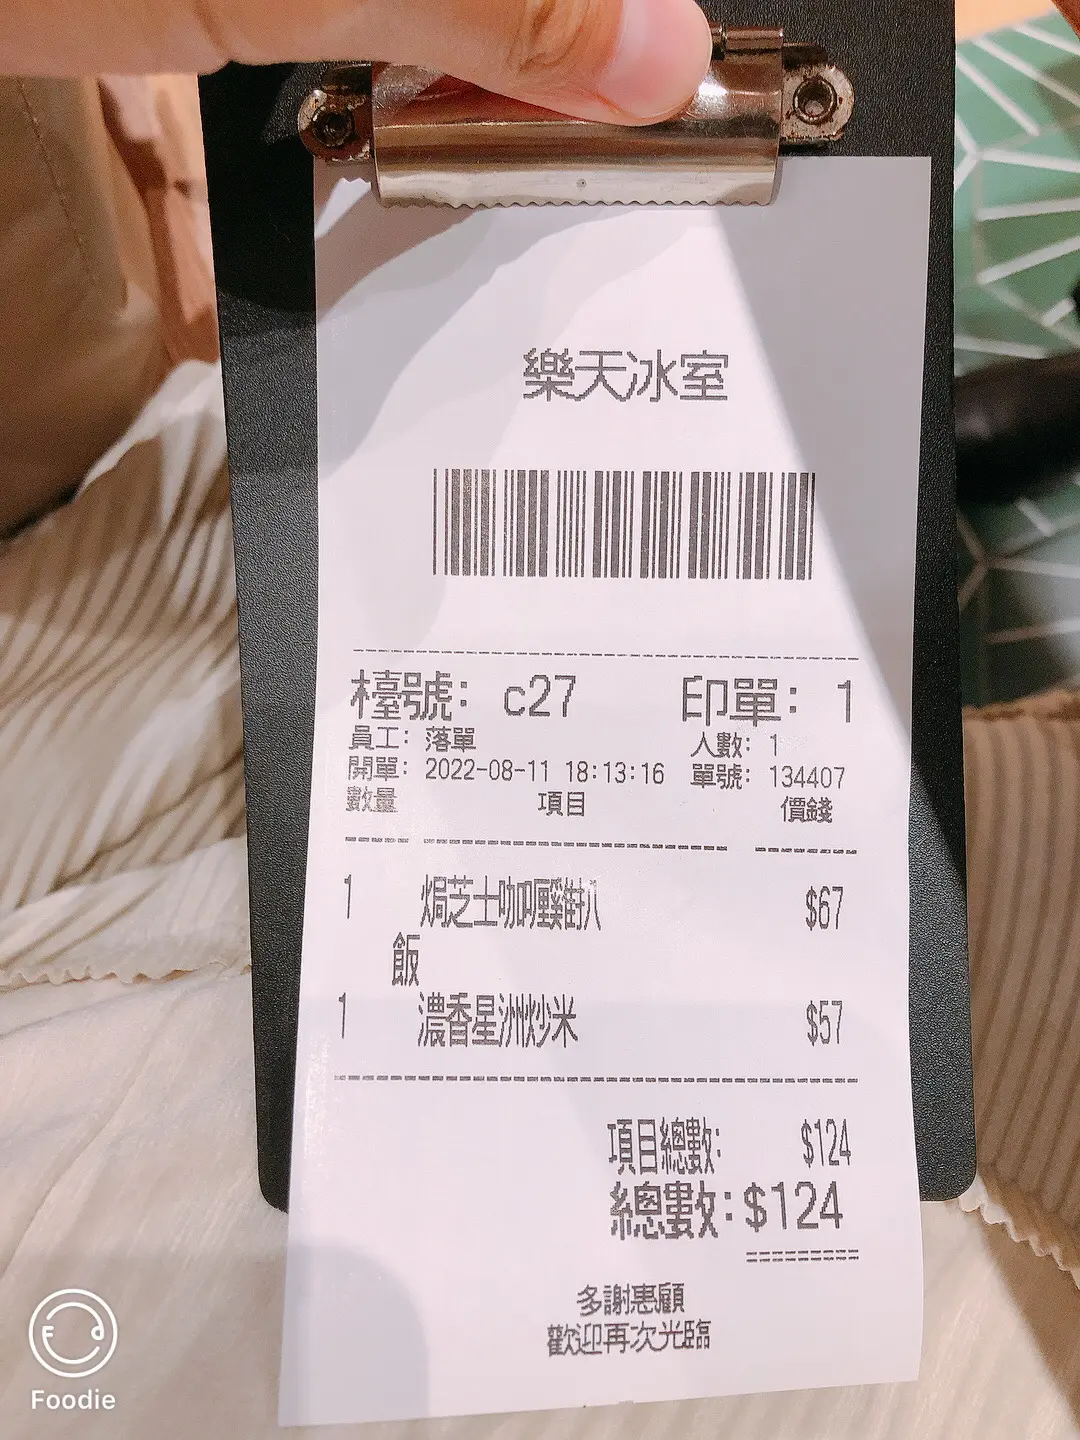 樂天冰室
檯號: c27 印單: 1
員工: 落單 人數: 1
開單: 2022-08-11 18:13:16 單號: 134407
數量 項目 價錢
1 焗芝士咖喱雞扒 $67
飯
1 濃香星洲炒米 $57
項目總數: $124
總數: $124
多謝惠顧
歡迎再次光臨
Foodie